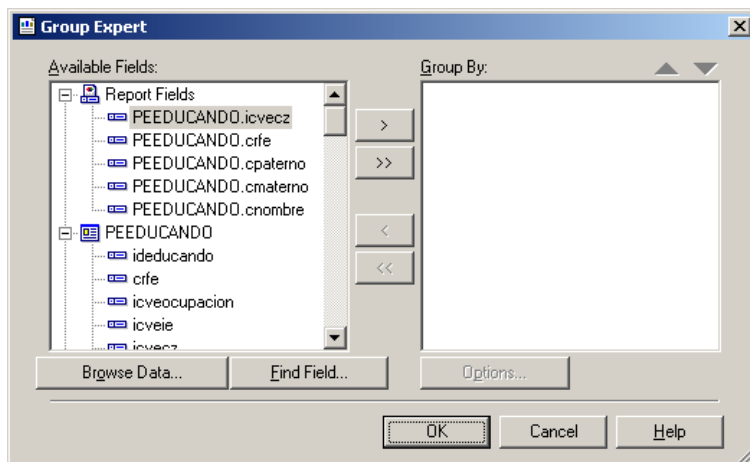 Group Expert
Available Fields:
Group By:
Report Fields
PEEDUCANDO.icvecz
PEEDUCANDO.crfe
PEEDUCANDO.cpaterno
PEEDUCANDO.cmaterno
PEEDUCANDO.cnombre
PEEDUCANDO
ideducando
crfe
icveocupacion
icveie
icvecz
>
>>
<
<<
Browse Data...
Find Field...
Options...
OK
Cancel
Help